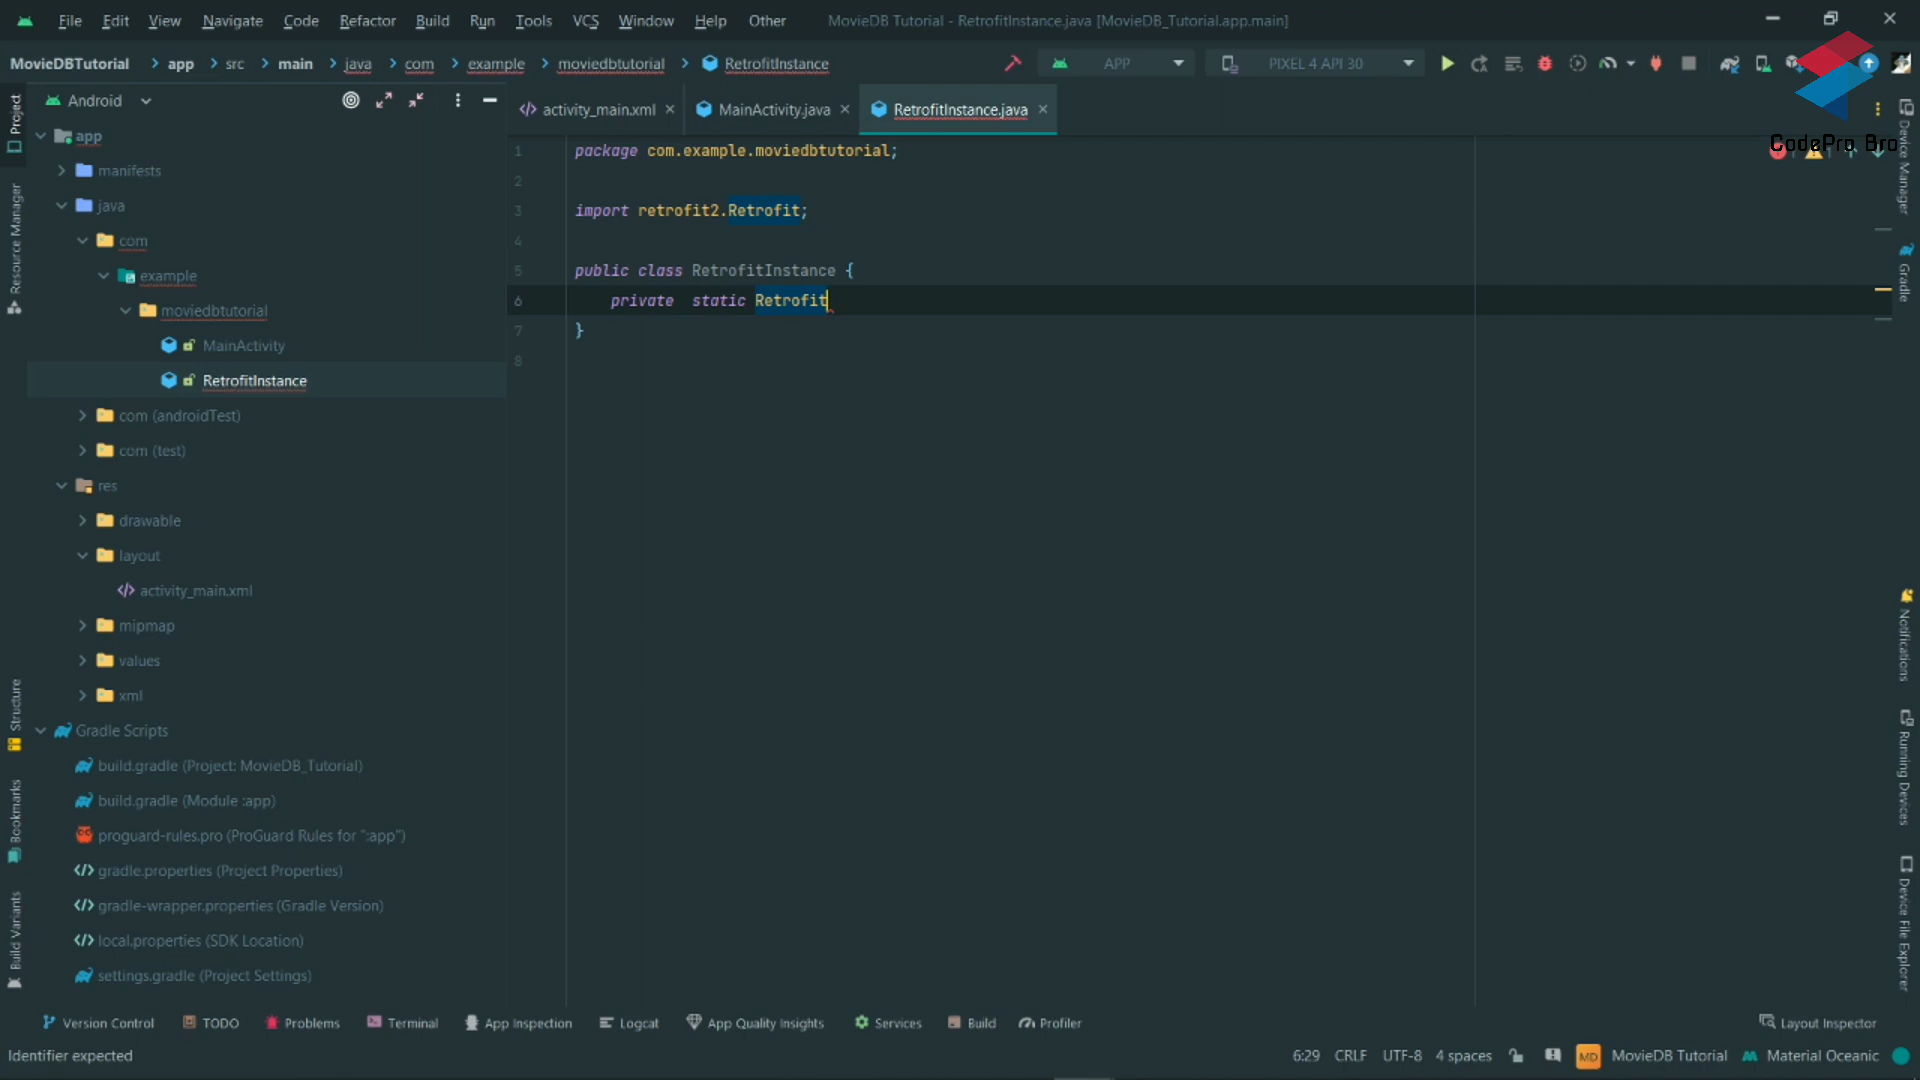 File Edit View Navigate Code Refactor Build Run Tools VCS Window Help Other MovieDB Tutorial - RetrofitInstance.java [MovieDB_Tutorial.app.main]
MovieDBTutorial app src main java com example moviedbtutorial RetrofitInstance APP PIXEL 4 API 30
CodePro Bro
Android
activity_main.xml MainActivity.java RetrofitInstance.java
Project
Resource Manager
Structure
Bookmarks
Build Variants
app
manifests
java
com
example
moviedbtutorial
MainActivity
RetrofitInstance
com (androidTest)
com (test)
res
drawable
layout
activity_main.xml
mipmap
values
xml
Gradle Scripts
build.gradle (Project: MovieDB_Tutorial)
build.gradle (Module :app)
proguard-rules.pro (ProGuard Rules for ":app")
gradle.properties (Project Properties)
gradle-wrapper.properties (Gradle Version)
local.properties (SDK Location)
settings.gradle (Project Settings)
1 package com.example.moviedbtutorial;
2
3 import retrofit2.Retrofit;
4
5 public class RetrofitInstance {
6 private static Retrofit
7 }
8
Device Manager
Gradle
Notifications
Running Devices
Device File Explorer
Version Control TODO Problems Terminal App Inspection Logcat App Quality Insights Services Build Profiler Layout Inspector
Identifier expected 6:29 CRLF UTF-8 4 spaces MD MovieDB Tutorial Material Oceanic